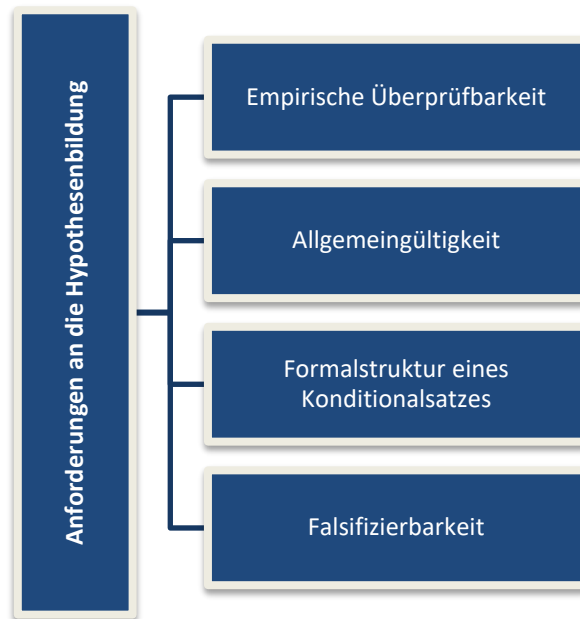 Anforderungen an die Hypothesenbildung
Empirische Überprüfbarkeit
Allgemeingültigkeit
Formalstruktur eines
Konditionalsatzes
Falsifizierbarkeit